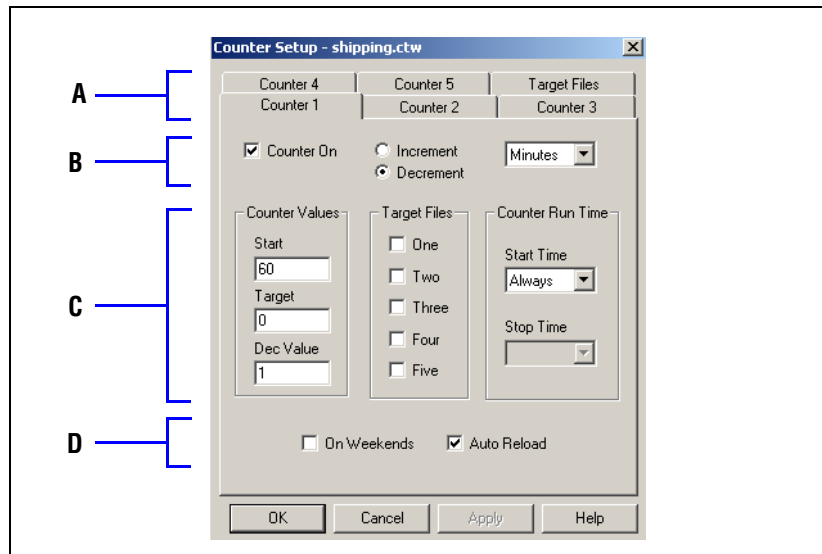 Counter Setup - shipping.ctw
A
Counter 4 Counter 5 Target Files
Counter 1 Counter 2 Counter 3
B
Counter On Increment Minutes
Decrement
C
Counter Values Target Files Counter Run Time
Start
60
Target
0
Dec Value
1
One
Two
Three
Four
Five
Start Time
Always
Stop Time
D
On Weekends Auto Reload
OK Cancel Apply Help